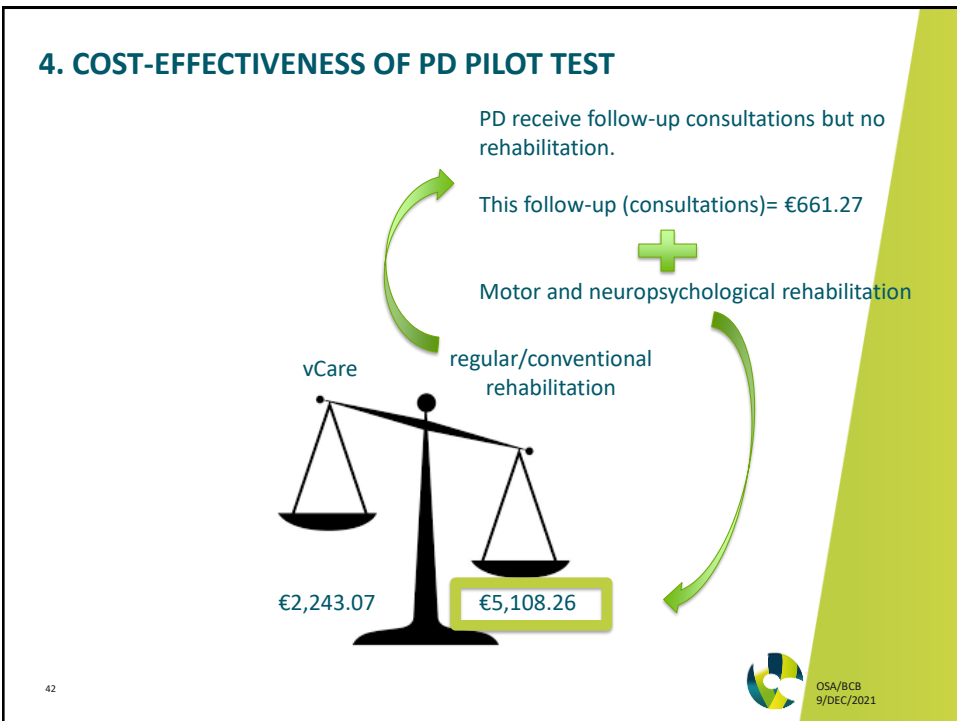 4. COST-EFFECTIVENESS OF PD PILOT TEST
PD receive follow-up consultations but no
rehabilitation.
This follow-up (consultations)= €661.27
Motor and neuropsychological rehabilitation
vCare
regular/conventional
rehabilitation
€2,243.07
€5,108.26
42
OSA/BCB
9/DEC/2021